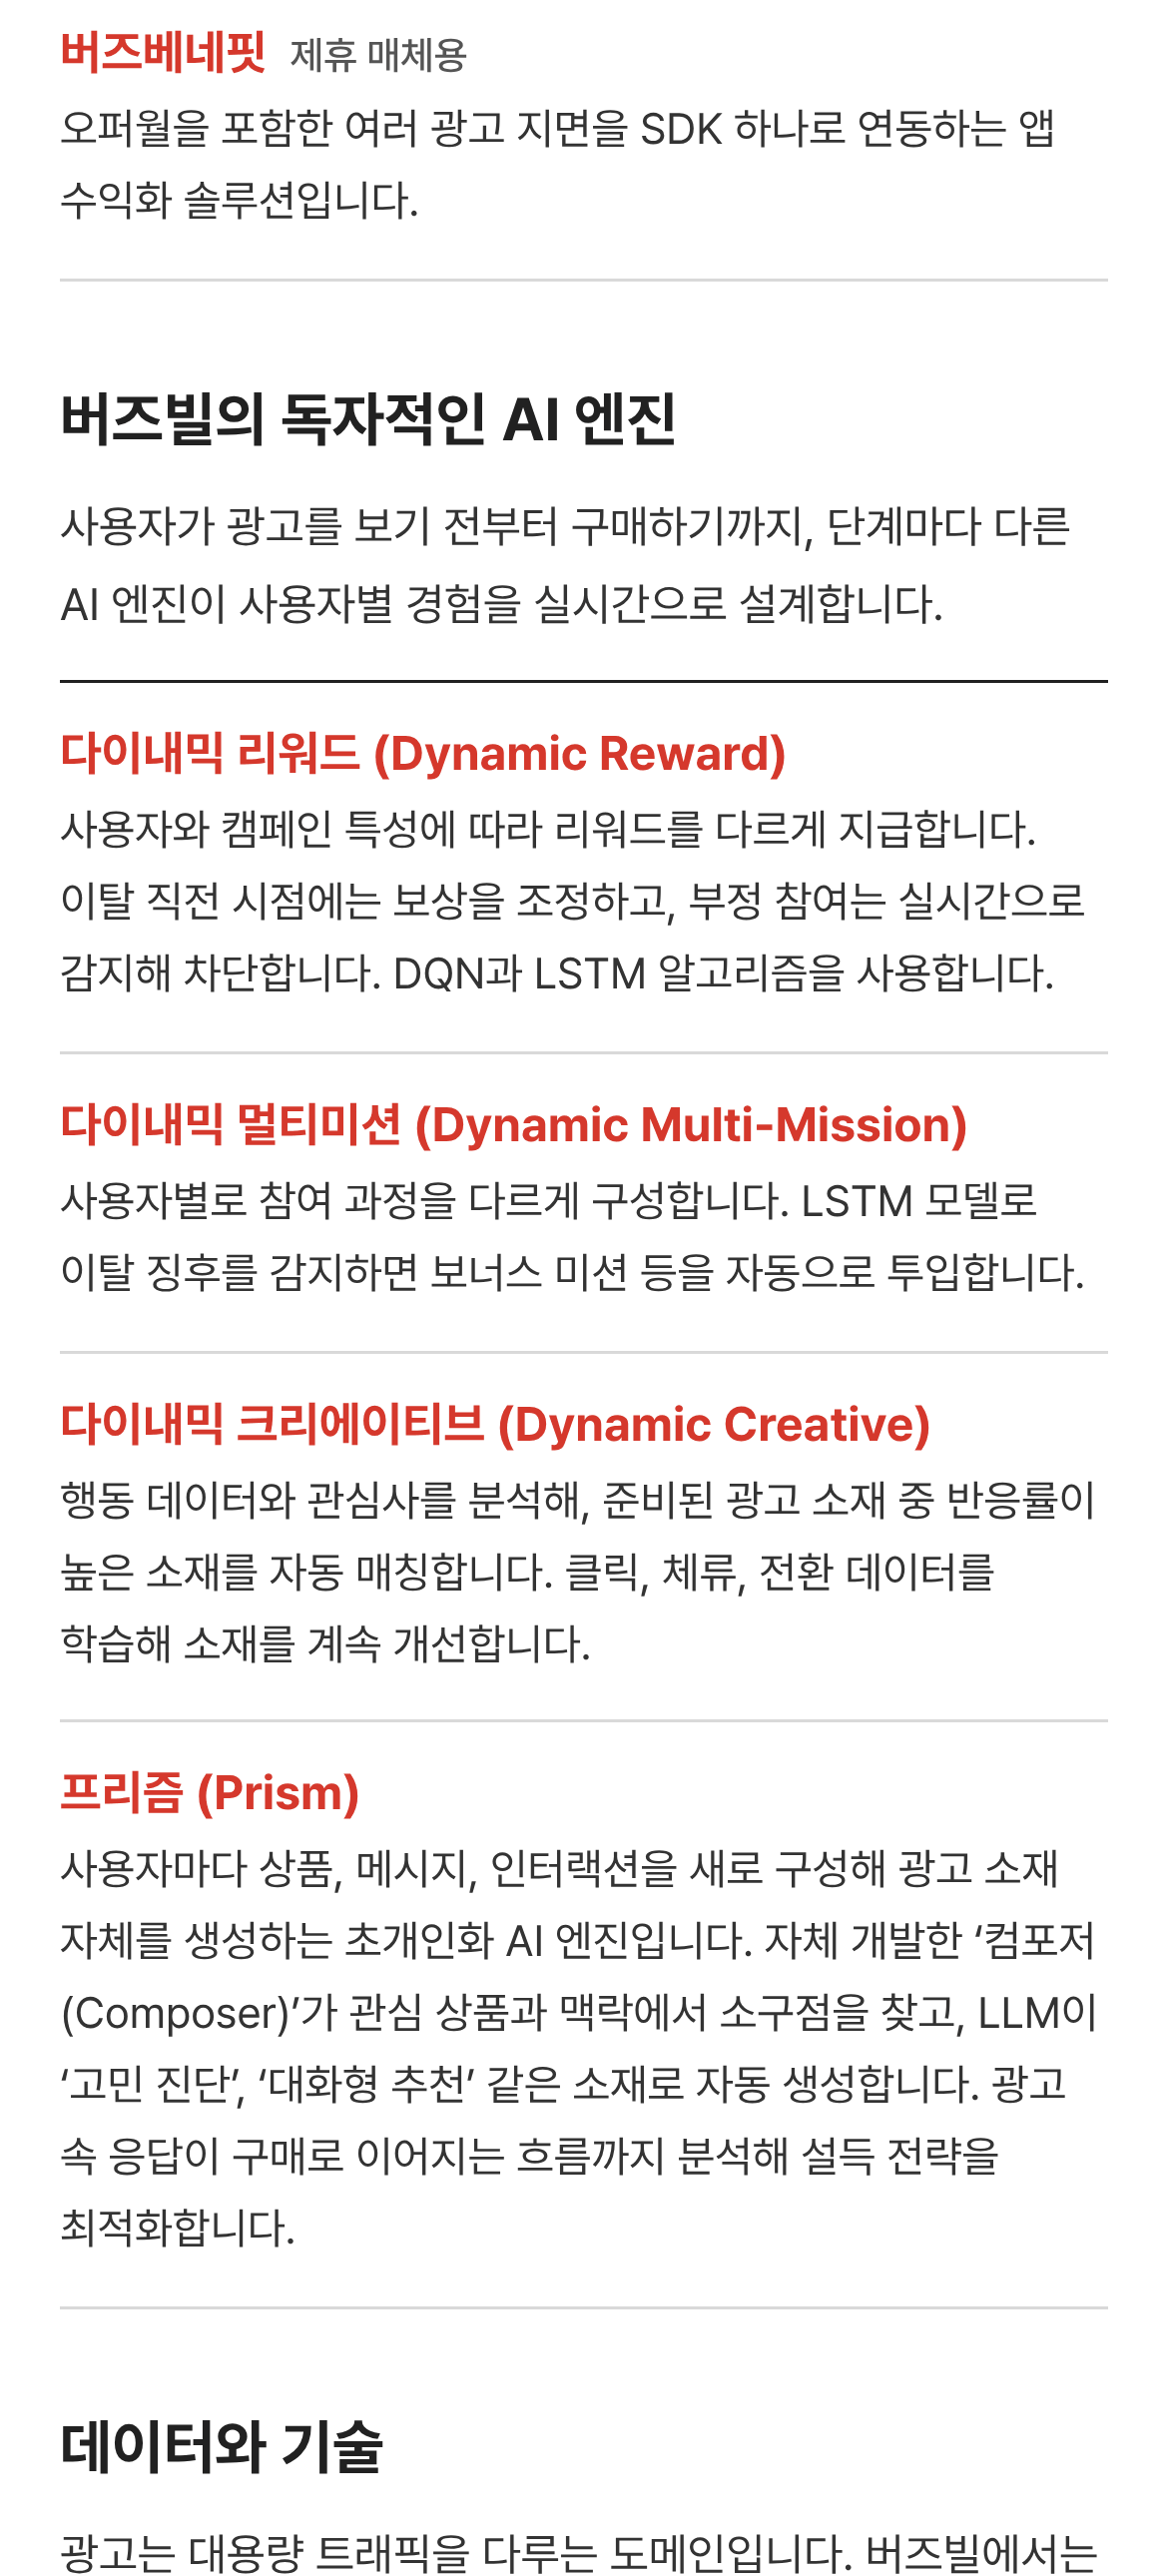 버즈베네핏 제휴 매체용
오퍼월을 포함한 여러 광고 지면을 SDK 하나로 연동하는 앱
수익화 솔루션입니다.
버즈빌의 독자적인 AI 엔진
사용자가 광고를 보기 전부터 구매하기까지, 단계마다 다른
AI 엔진이 사용자별 경험을 실시간으로 설계합니다.
다이내믹 리워드 (Dynamic Reward)
사용자와 캠페인 특성에 따라 리워드를 다르게 지급합니다.
이탈 직전 시점에는 보상을 조정하고, 부정 참여는 실시간으로
감지해 차단합니다. DQN과 LSTM 알고리즘을 사용합니다.
다이내믹 멀티미션 (Dynamic Multi-Mission)
사용자별로 참여 과정을 다르게 구성합니다. LSTM 모델로
이탈 징후를 감지하면 보너스 미션 등을 자동으로 투입합니다.
다이내믹 크리에이티브 (Dynamic Creative)
행동 데이터와 관심사를 분석해, 준비된 광고 소재 중 반응률이
높은 소재를 자동 매칭합니다. 클릭, 체류, 전환 데이터를
학습해 소재를 계속 개선합니다.
프리즘 (Prism)
사용자마다 상품, 메시지, 인터랙션을 새로 구성해 광고 소재
자체를 생성하는 초개인화 AI 엔진입니다. 자체 개발한 ‘컴포저
(Composer)’가 관심 상품과 맥락에서 소구점을 찾고, LLM이
‘고민 진단’, ‘대화형 추천’ 같은 소재로 자동 생성합니다. 광고
속 응답이 구매로 이어지는 흐름까지 분석해 설득 전략을
최적화합니다.
데이터와 기술
광고는 대용량 트래픽을 다루는 도메인입니다. 버즈빌에서는